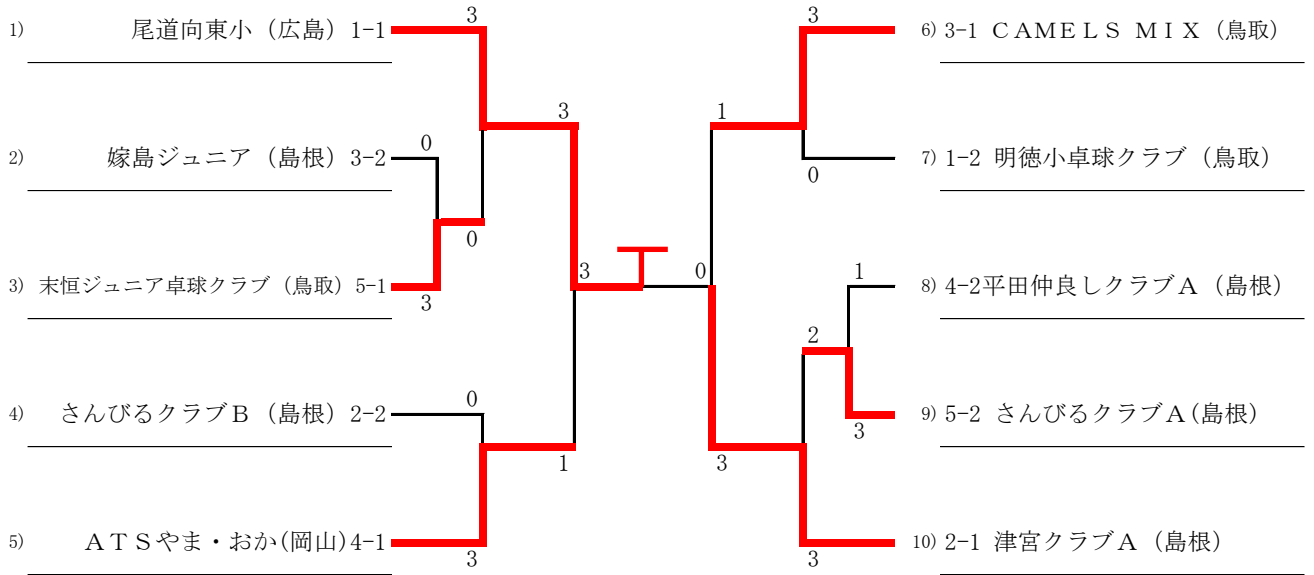 1) 尾道向東小（広島）1-1
2) 嫁島ジュニア（島根）3-2
3) 末恒ジュニア卓球クラブ（鳥取）5-1
4) さんびるクラブＢ（島根）2-2
5) ＡＴＳやま・おか(岡山)4-1
3
0
3
0
3
0
3
3
1
3
0
1
3
3
0
1
2
3
3
6) 3-1 ＣＡＭＥＬＳ ＭＩＸ（鳥取）
7) 1-2 明徳小卓球クラブ（鳥取）
8) 4-2平田仲良しクラブＡ（島根）
9) 5-2 さんびるクラブＡ(島根)
10) 2-1 津宮クラブＡ（島根）